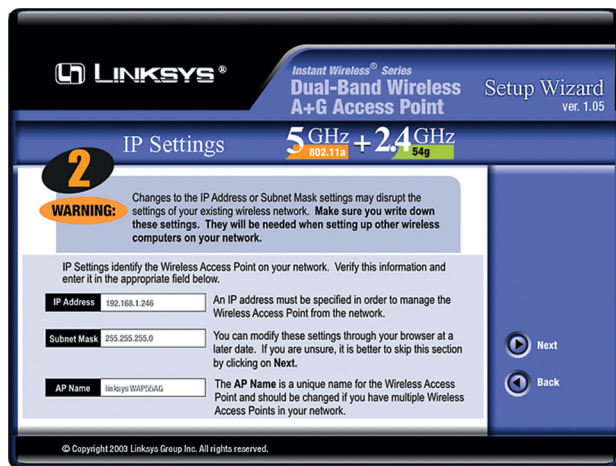 LINKSYS®
Instant Wireless® Series
Dual-Band Wireless
A+G Access Point
Setup Wizard
ver. 1.05
IP Settings
5 GHz 802.11a + 2.4 GHz 54g
2
WARNING:
Changes to the IP Address or Subnet Mask settings may disrupt the
settings of your existing wireless network. Make sure you write down
these settings. They will be needed when setting up other wireless
computers on your network.
IP Settings identify the Wireless Access Point on your network. Verify this information and
enter it in the appropriate field below.
IP Address 192.168.1.246
An IP address must be specified in order to manage the
Wireless Access Point from the network.
Subnet Mask 255.255.255.0
You can modify these settings through your browser at a
later date. If you are unsure, it is better to skip this section
by clicking on Next.
AP Name linksys WAP55AG
The AP Name is a unique name for the Wireless Access
Point and should be changed if you have multiple Wireless
Access Points in your network.
Next
Back
© Copyright 2003 Linksys Group Inc. All rights reserved.